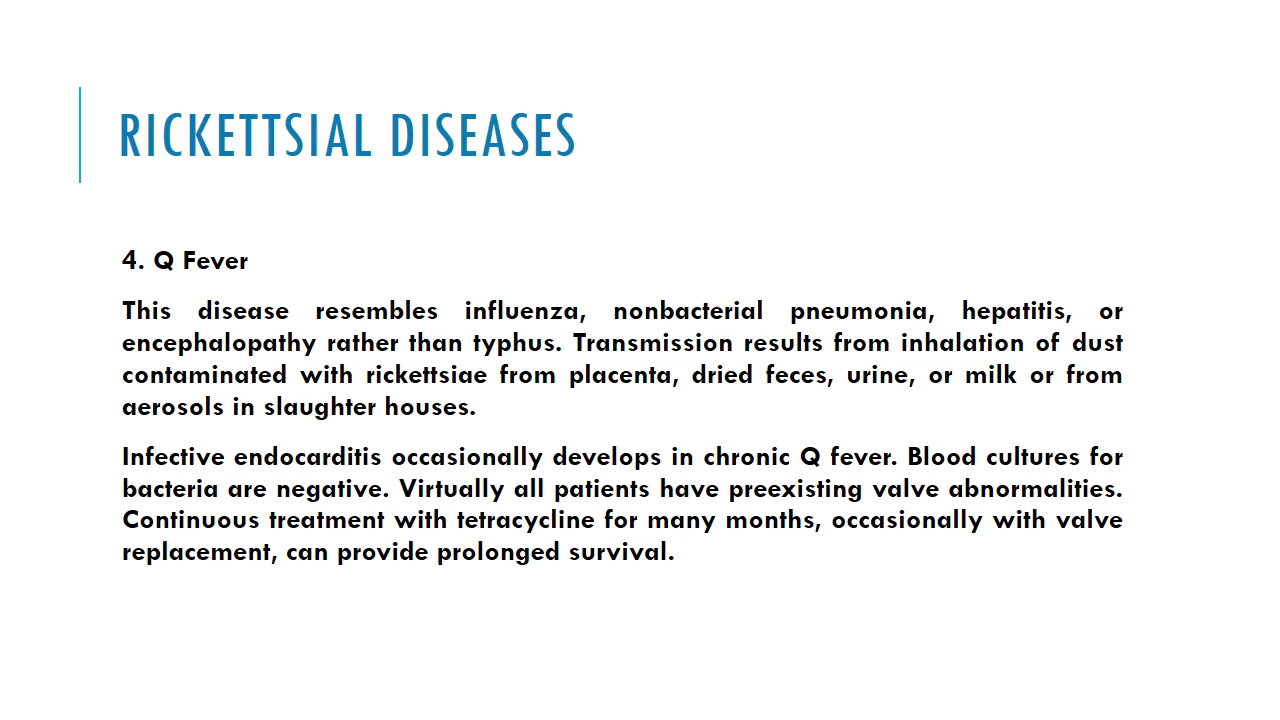 RICKETTSIAL DISEASES
4. Q Fever
This disease resembles influenza, nonbacterial pneumonia, hepatitis, or
encephalopathy rather than typhus. Transmission results from inhalation of dust
contaminated with rickettsiae from placenta, dried feces, urine, or milk or from
aerosols in slaughter houses.
Infective endocarditis occasionally develops in chronic Q fever. Blood cultures for
bacteria are negative. Virtually all patients have preexisting valve abnormalities.
Continuous treatment with tetracycline for many months, occasionally with valve
replacement, can provide prolonged survival.